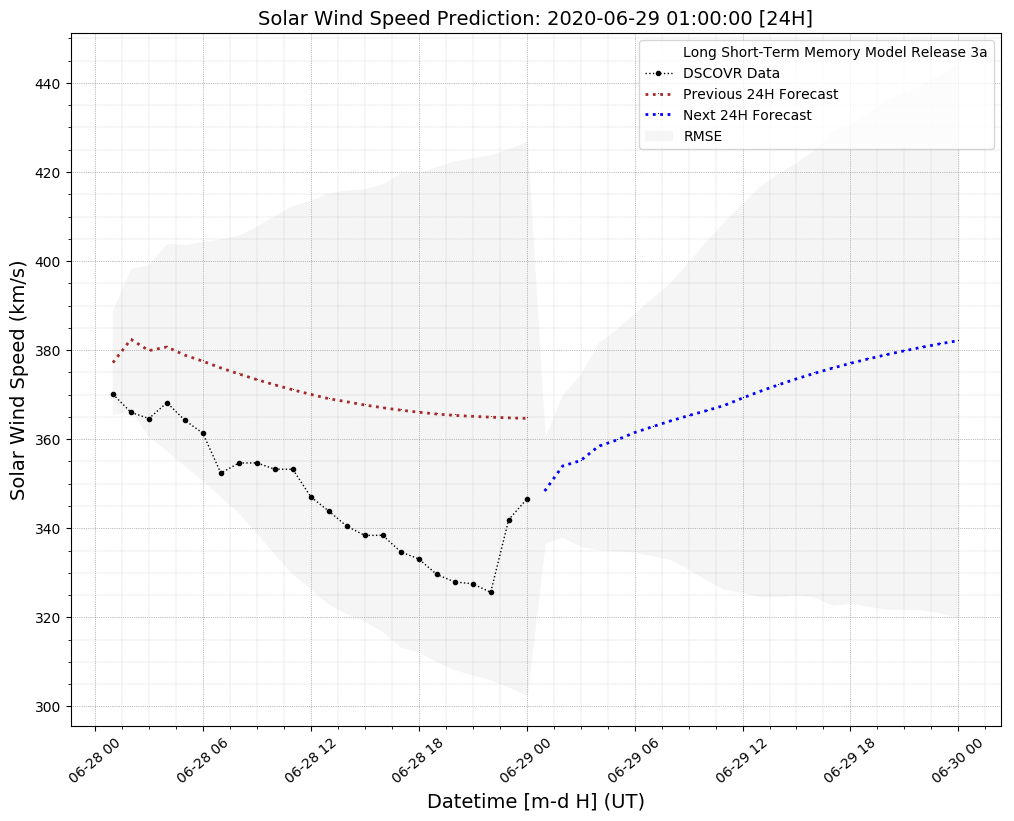 Solar Wind Speed Prediction: 2020-06-29 01:00:00 [24H]
Long Short-Term Memory Model Release 3a
DSCOVR Data
Previous 24H Forecast
Next 24H Forecast
RMSE
Solar Wind Speed (km/s)
440
420
400
380
360
340
320
300
06-28 00
06-28 06
06-28 12
06-28 18
06-29 00
06-29 06
06-29 12
06-29 18
06-30 00
Datetime [m-d H] (UT)